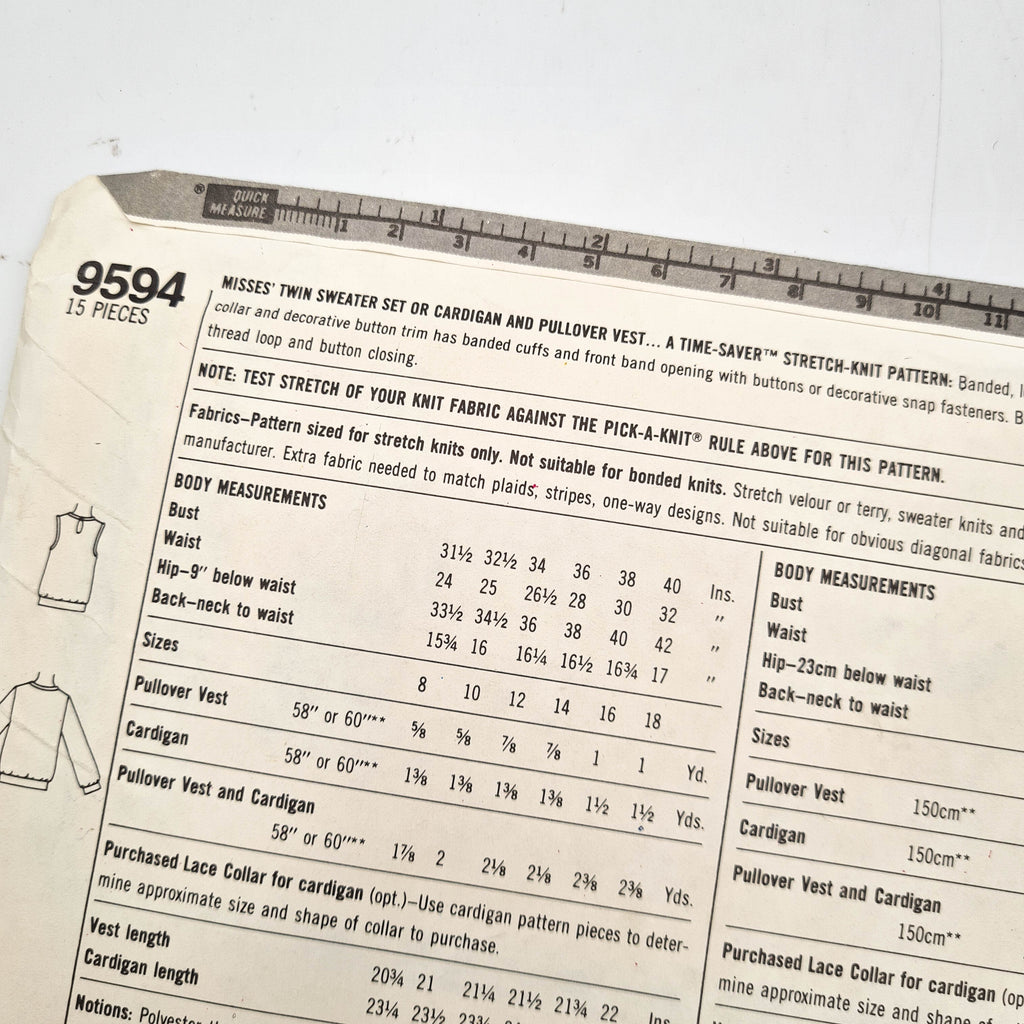 ® QUICK
MEASURE
1 2 3 4
1 2 3 4 5 6 7 8 9 10 11
9594
15 PIECES
MISSES' TWIN SWEATER SET OR CARDIGAN AND PULLOVER VEST... A TIME-SAVER™ STRETCH-KNIT PATTERN: Banded,
collar and decorative button trim has banded cuffs and front band opening with buttons or decorative snap fasteners. B
thread loop and button closing.
NOTE: TEST STRETCH OF YOUR KNIT FABRIC AGAINST THE PICK-A-KNIT® RULE ABOVE FOR THIS PATTERN.
Fabrics–Pattern sized for stretch knits only. Not suitable for bonded knits. Stretch velour or terry, sweater knits and
manufacturer. Extra fabric needed to match plaids, stripes, one-way designs. Not suitable for obvious diagonal fabrics
BODY MEASUREMENTS
Bust 31½ 32½ 34 36 38 40 Ins.
Waist 24 25 26½ 28 30 32 "
Hip–9" below waist 33½ 34½ 36 38 40 42 "
Back–neck to waist 15¾ 16 16¼ 16½ 16¾ 17 "
Sizes 8 10 12 14 16 18
Pullover Vest
58" or 60"** ⅝ ⅝ ⅞ ⅞ 1 1 Yd.
Cardigan
58" or 60"** 1⅜ 1⅜ 1⅜ 1⅜ 1½ 1½ Yds.
Pullover Vest and Cardigan
58" or 60"** 1⅞ 2 2⅛ 2⅛ 2⅜ 2⅜ Yds.
Purchased Lace Collar for cardigan (opt.)–Use cardigan pattern pieces to deter-
mine approximate size and shape of collar to purchase.
Vest length 20¾ 21 21¼ 21½ 21¾ 22 Ins
Cardigan length 23¼ 23½ 23¾
Notions: Polyester
BODY MEASUREMENTS
Bust
Waist
Hip–23cm below waist
Back–neck to waist
Sizes
Pullover Vest 150cm**
Cardigan 150cm**
Pullover Vest and Cardigan
150cm**
Purchased Lace Collar for cardigan (op
mine approximate size and shape of